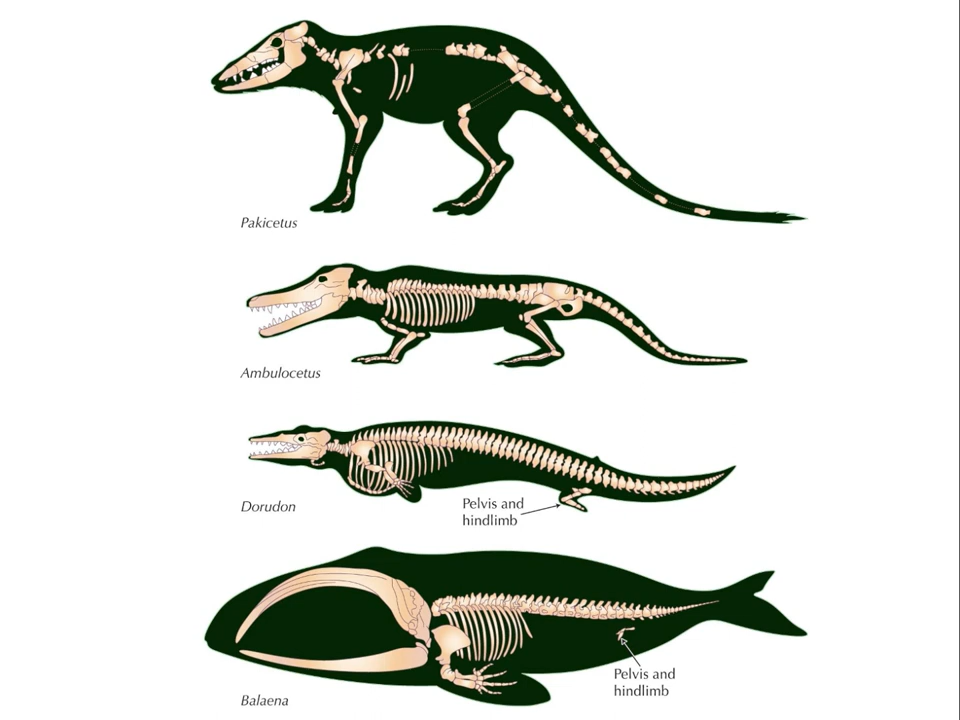 Pakicetus
Ambulocetus
Pelvis and
hindlimb
Dorudon
Pelvis and
hindlimb
Balaena